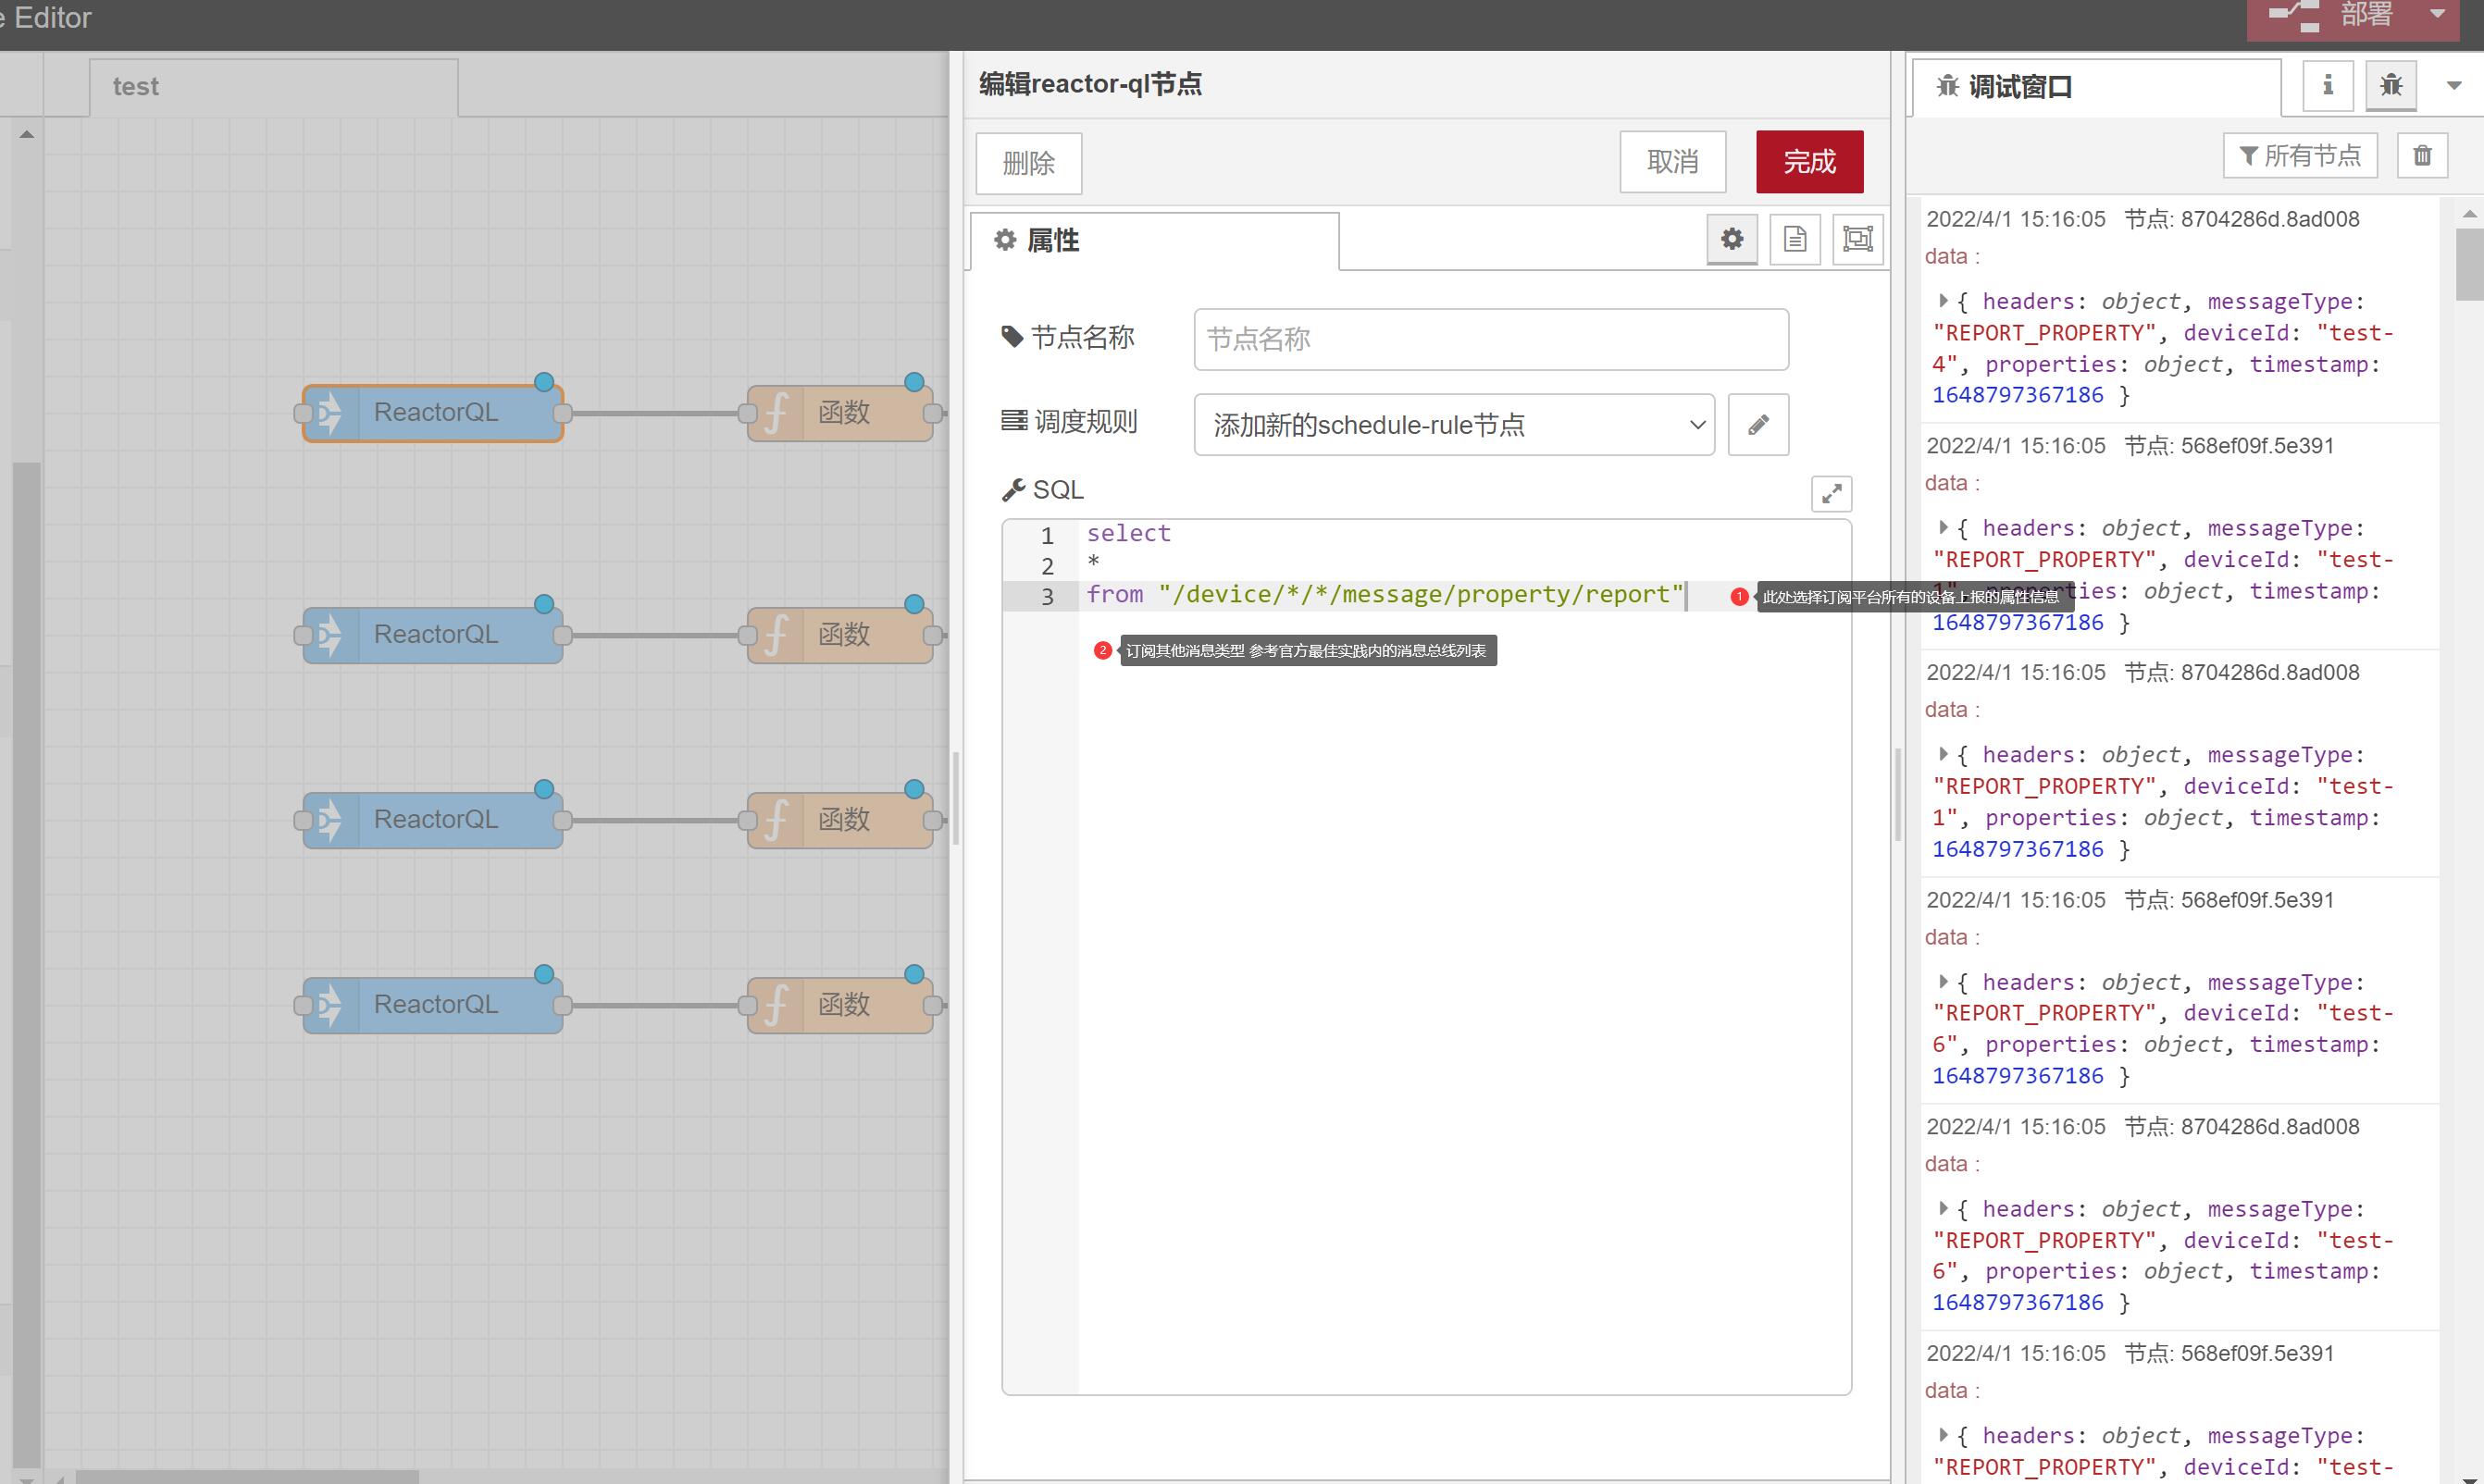 e Editor
部署
test
ReactorQL
函数
ReactorQL
函数
ReactorQL
函数
ReactorQL
函数
编辑reactor-ql节点
删除
取消
完成
属性
节点名称
节点名称
调度规则
添加新的schedule-rule节点
SQL
1 select
2 *
3 from "/device/*/*/message/property/report"
1 此处选择订阅平台所有的设备上报的属性信息
2 订阅其他消息类型 参考官方最佳实践内的消息总线列表
调试窗口
所有节点
2022/4/1 15:16:05 节点: 8704286d.8ad008
data :
{ headers: object, messageType:
"REPORT_PROPERTY", deviceId: "test-
4", properties: object, timestamp:
1648797367186 }
2022/4/1 15:16:05 节点: 568ef09f.5e391
data :
{ headers: object, messageType:
"REPORT_PROPERTY", deviceId: "test-
1", properties: object,
1648797367186 }
2022/4/1 15:16:05 节点: 8704286d.8ad008
data :
{ headers: object, messageType:
"REPORT_PROPERTY", deviceId: "test-
1", properties: object, timestamp:
1648797367186 }
2022/4/1 15:16:05 节点: 568ef09f.5e391
data :
{ headers: object, messageType:
"REPORT_PROPERTY", deviceId: "test-
6", properties: object, timestamp:
1648797367186 }
2022/4/1 15:16:05 节点: 8704286d.8ad008
data :
{ headers: object, messageType:
"REPORT_PROPERTY", deviceId: "test-
6", properties: object, timestamp:
1648797367186 }
2022/4/1 15:16:05 节点: 568ef09f.5e391
data :
{ headers: object, messageType:
"REPORT_PROPERTY", deviceId: "test-